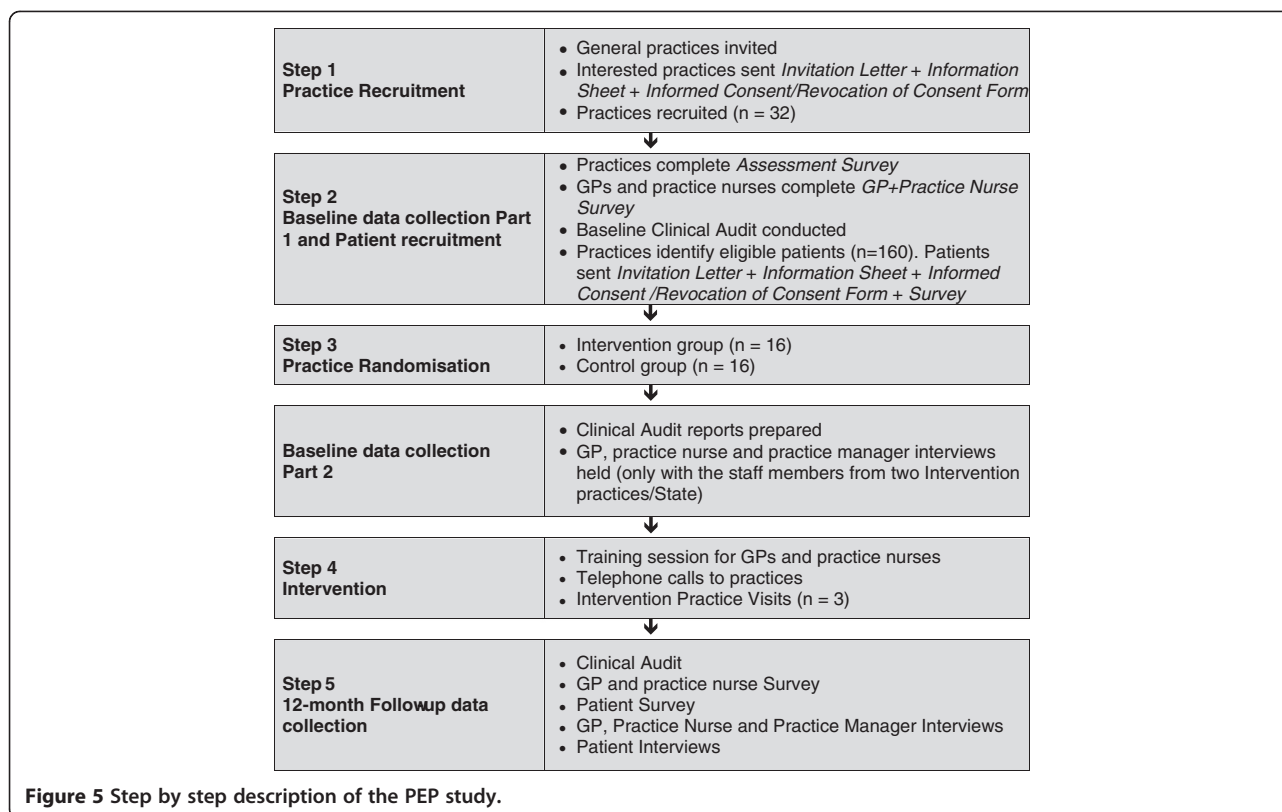 Step 1
Practice Recruitment
• General practices invited
• Interested practices sent Invitation Letter + Information
Sheet + Informed Consent/Revocation of Consent Form
• Practices recruited (n = 32)
Step 2
Baseline data collection Part
1 and Patient recruitment
• Practices complete Assessment Survey
• GPs and practice nurses complete GP+Practice Nurse
Survey
• Baseline Clinical Audit conducted
• Practices identify eligible patients (n=160). Patients
sent Invitation Letter + Information Sheet + Informed
Consent /Revocation of Consent Form + Survey
Step 3
Practice Randomisation
• Intervention group (n = 16)
• Control group (n = 16)
Baseline data collection
Part 2
• Clinical Audit reports prepared
• GP, practice nurse and practice manager interviews
held (only with the staff members from two Intervention
practices/State)
Step 4
Intervention
• Training session for GPs and practice nurses
• Telephone calls to practices
• Intervention Practice Visits (n = 3)
Step 5
12-month Followup data
collection
• Clinical Audit
• GP and practice nurse Survey
• Patient Survey
• GP, Practice Nurse and Practice Manager Interviews
• Patient Interviews
Figure 5 Step by step description of the PEP study.